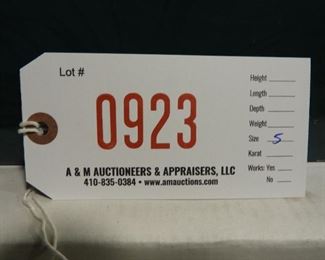 Lot #
0923
A & M AUCTIONEERS & APPRAISERS, LLC
410-835-0384 • www.amauctions.com
Height
Length
Depth
Weight
Size 5
Karat
Works: Yes
No